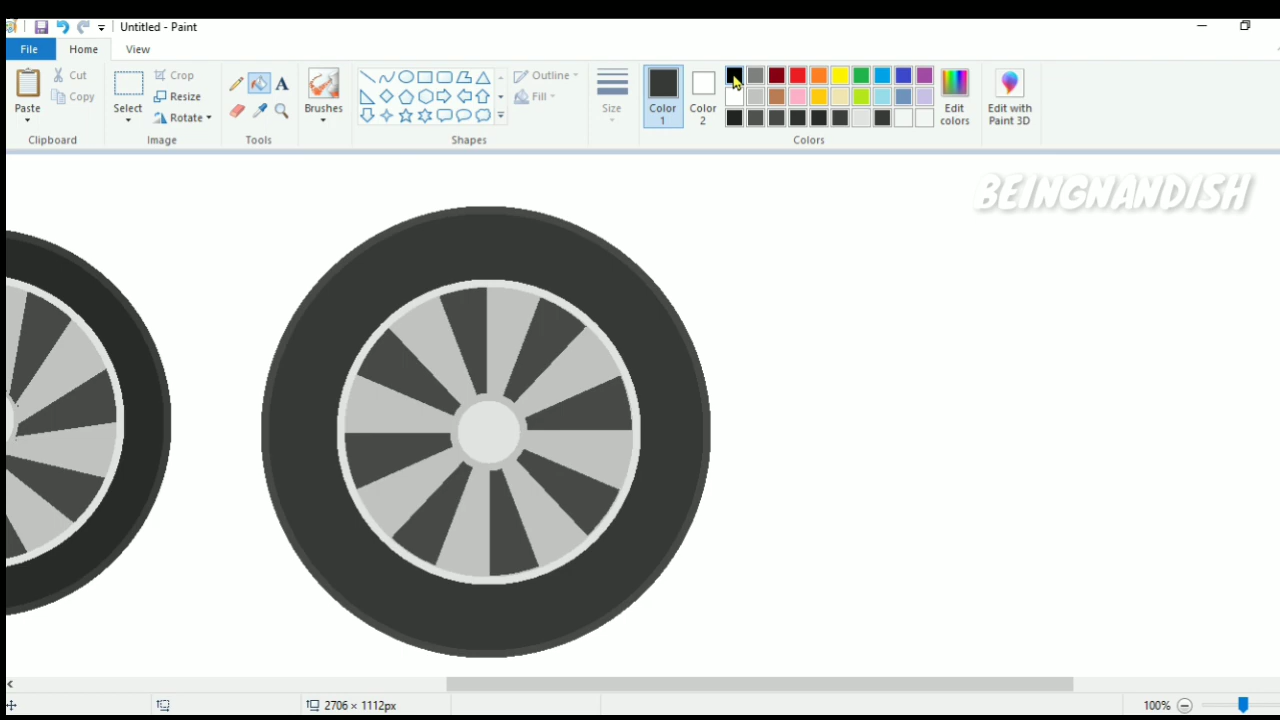 Untitled - Paint
File Home View
Paste
Cut
Copy
Clipboard
Select
Crop
Resize
Rotate
Image
A
Tools
Brushes
Outline
Fill
Shapes
Size
Color 1
Color 2
Colors
Edit colors
Edit with Paint 3D
BEINGNANDISH
2706 × 1112px
100%